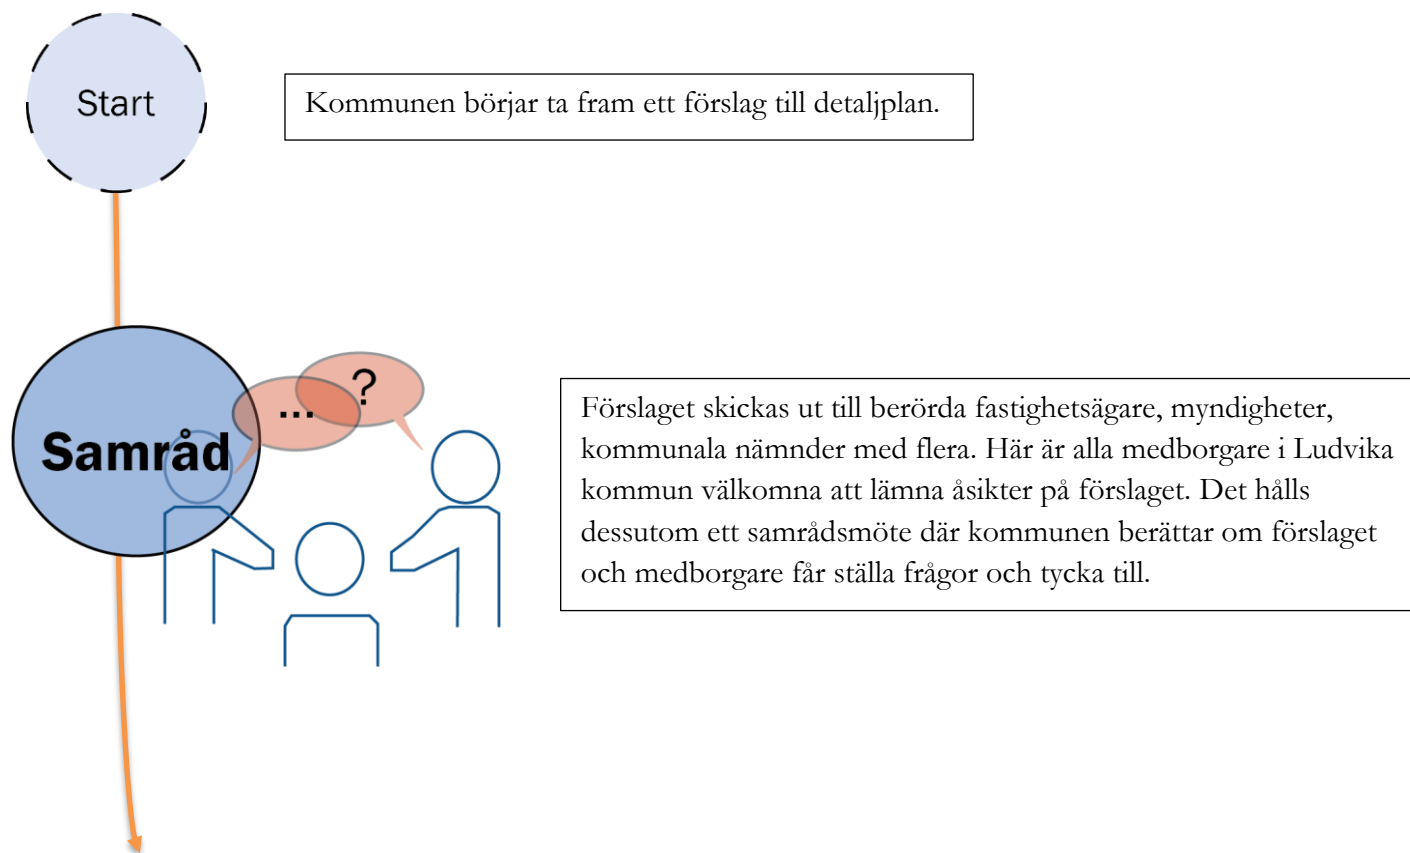 Start
Kommunen börjar ta fram ett förslag till detaljplan.
?
...
Samråd
Förslaget skickas ut till berörda fastighetsägare, myndigheter,
kommunala nämnder med flera. Här är alla medborgare i Ludvika
kommun välkomna att lämna åsikter på förslaget. Det hålls
dessutom ett samrådsmöte där kommunen berättar om förslaget
och medborgare får ställa frågor och tycka till.